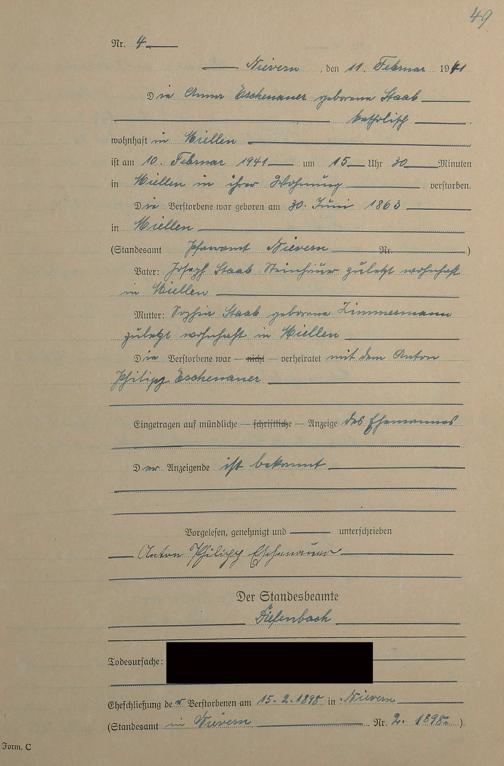 49
Nr. 4
Nievern, den 11. Februar 1941
Die Anna Eschenauer geborene Staab
katholisch
wohnhaft in Miellen
ist am 10. Februar 1941 um 15 Uhr 30 Minuten
in Miellen in ihrer Wohnung verstorben.
Die Verstorbene war geboren am 30. Juni 1863
in Miellen
(Standesamt Pfarramt Nievern Nr. )
Vater: Joseph Staab zuletzt wohnhaft
in Miellen
Mutter: Sophia Staab geborene Zimmermann
zuletzt wohnhaft in Miellen
Die Verstorbene war — nicht — verheiratet mit dem Anton
Philipp Eschenauer
Eingetragen auf mündliche — schriftliche — Anzeige des Ehemannes
Der Anzeigende ist bekannt
Vorgelesen, genehmigt und unterschrieben
Anton Philipp Eschenauer
Der Standesbeamte
Diefenbach
Todesursache:
Eheschließung der Verstorbenen am 15.2.1898 in Nievern
(Standesamt in Nievern Nr. 2. 1898.)
Form. C